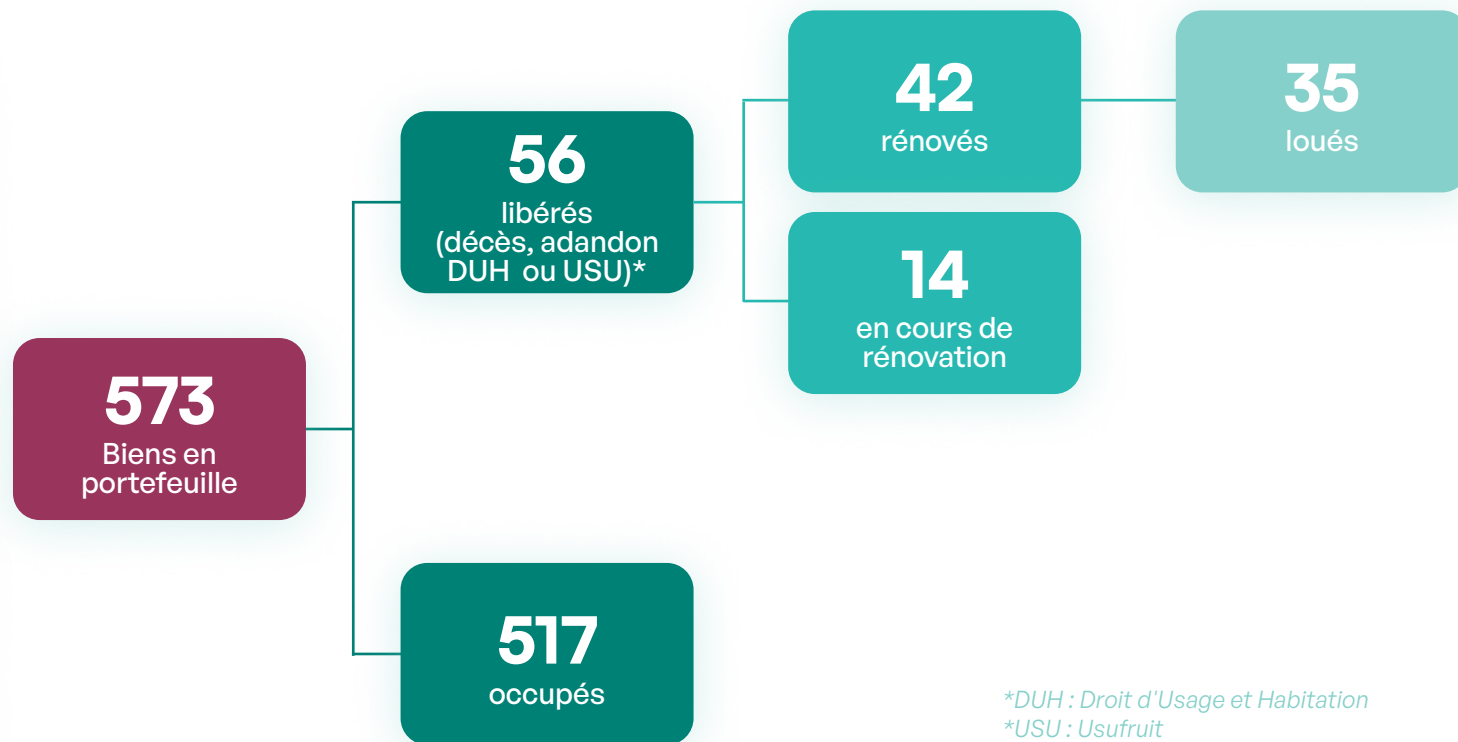 573
Biens en
portefeuille
56
libérés
(décès, adandon
DUH ou USU)*
42
rénovés
35
loués
14
en cours de
rénovation
517
occupés
*DUH : Droit d'Usage et Habitation
*USU : Usufruit